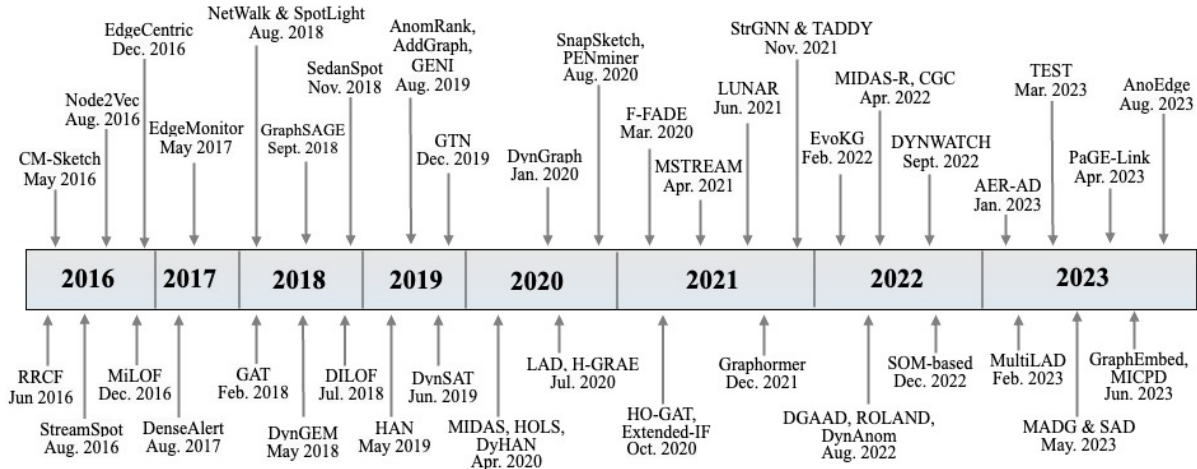 NetWalk & SpotLight
Aug. 2018
EdgeCentric
Dec. 2016
Node2Vec
Aug. 2016
CM-Sketch
May 2016
EdgeMonitor
May 2017
GraphSAGE
Sept. 2018
SedanSpot
Nov. 2018
AnomRank,
AddGraph,
GENI
Aug. 2019
GTN
Dec. 2019
DynGraph
Jan. 2020
SnapSketch,
PENminer
Aug. 2020
F-FADE
Mar. 2020
MSTREAM
Apr. 2021
LUNAR
Jun. 2021
StrGNN & TADDY
Nov. 2021
EvoKG
Feb. 2022
MIDAS-R, CGC
Apr. 2022
DYNWATCH
Sept. 2022
AER-AD
Jan. 2023
TEST
Mar. 2023
PaGE-Link
Apr. 2023
AnoEdge
Aug. 2023
2016
2017
2018
2019
2020
2021
2022
2023
RRCF
Jun 2016
StreamSpot
Aug. 2016
MiLOF
Dec. 2016
DenseAlert
Aug. 2017
GAT
Feb. 2018
DynGEM
May 2018
DILOF
Jul. 2018
HAN
May 2019
DynSAT
Jun. 2019
MIDAS, HOLS,
DyHAN
Apr. 2020
LAD, H-GRAE
Jul. 2020
HO-GAT,
Extended-IF
Oct. 2020
Graphormer
Dec. 2021
DGAAD, ROLAND,
DynAnom
Aug. 2022
SOM-based
Dec. 2022
MultiLAD
Feb. 2023
MADG & SAD
May. 2023
GraphEmbed,
MICPD
Jun. 2023